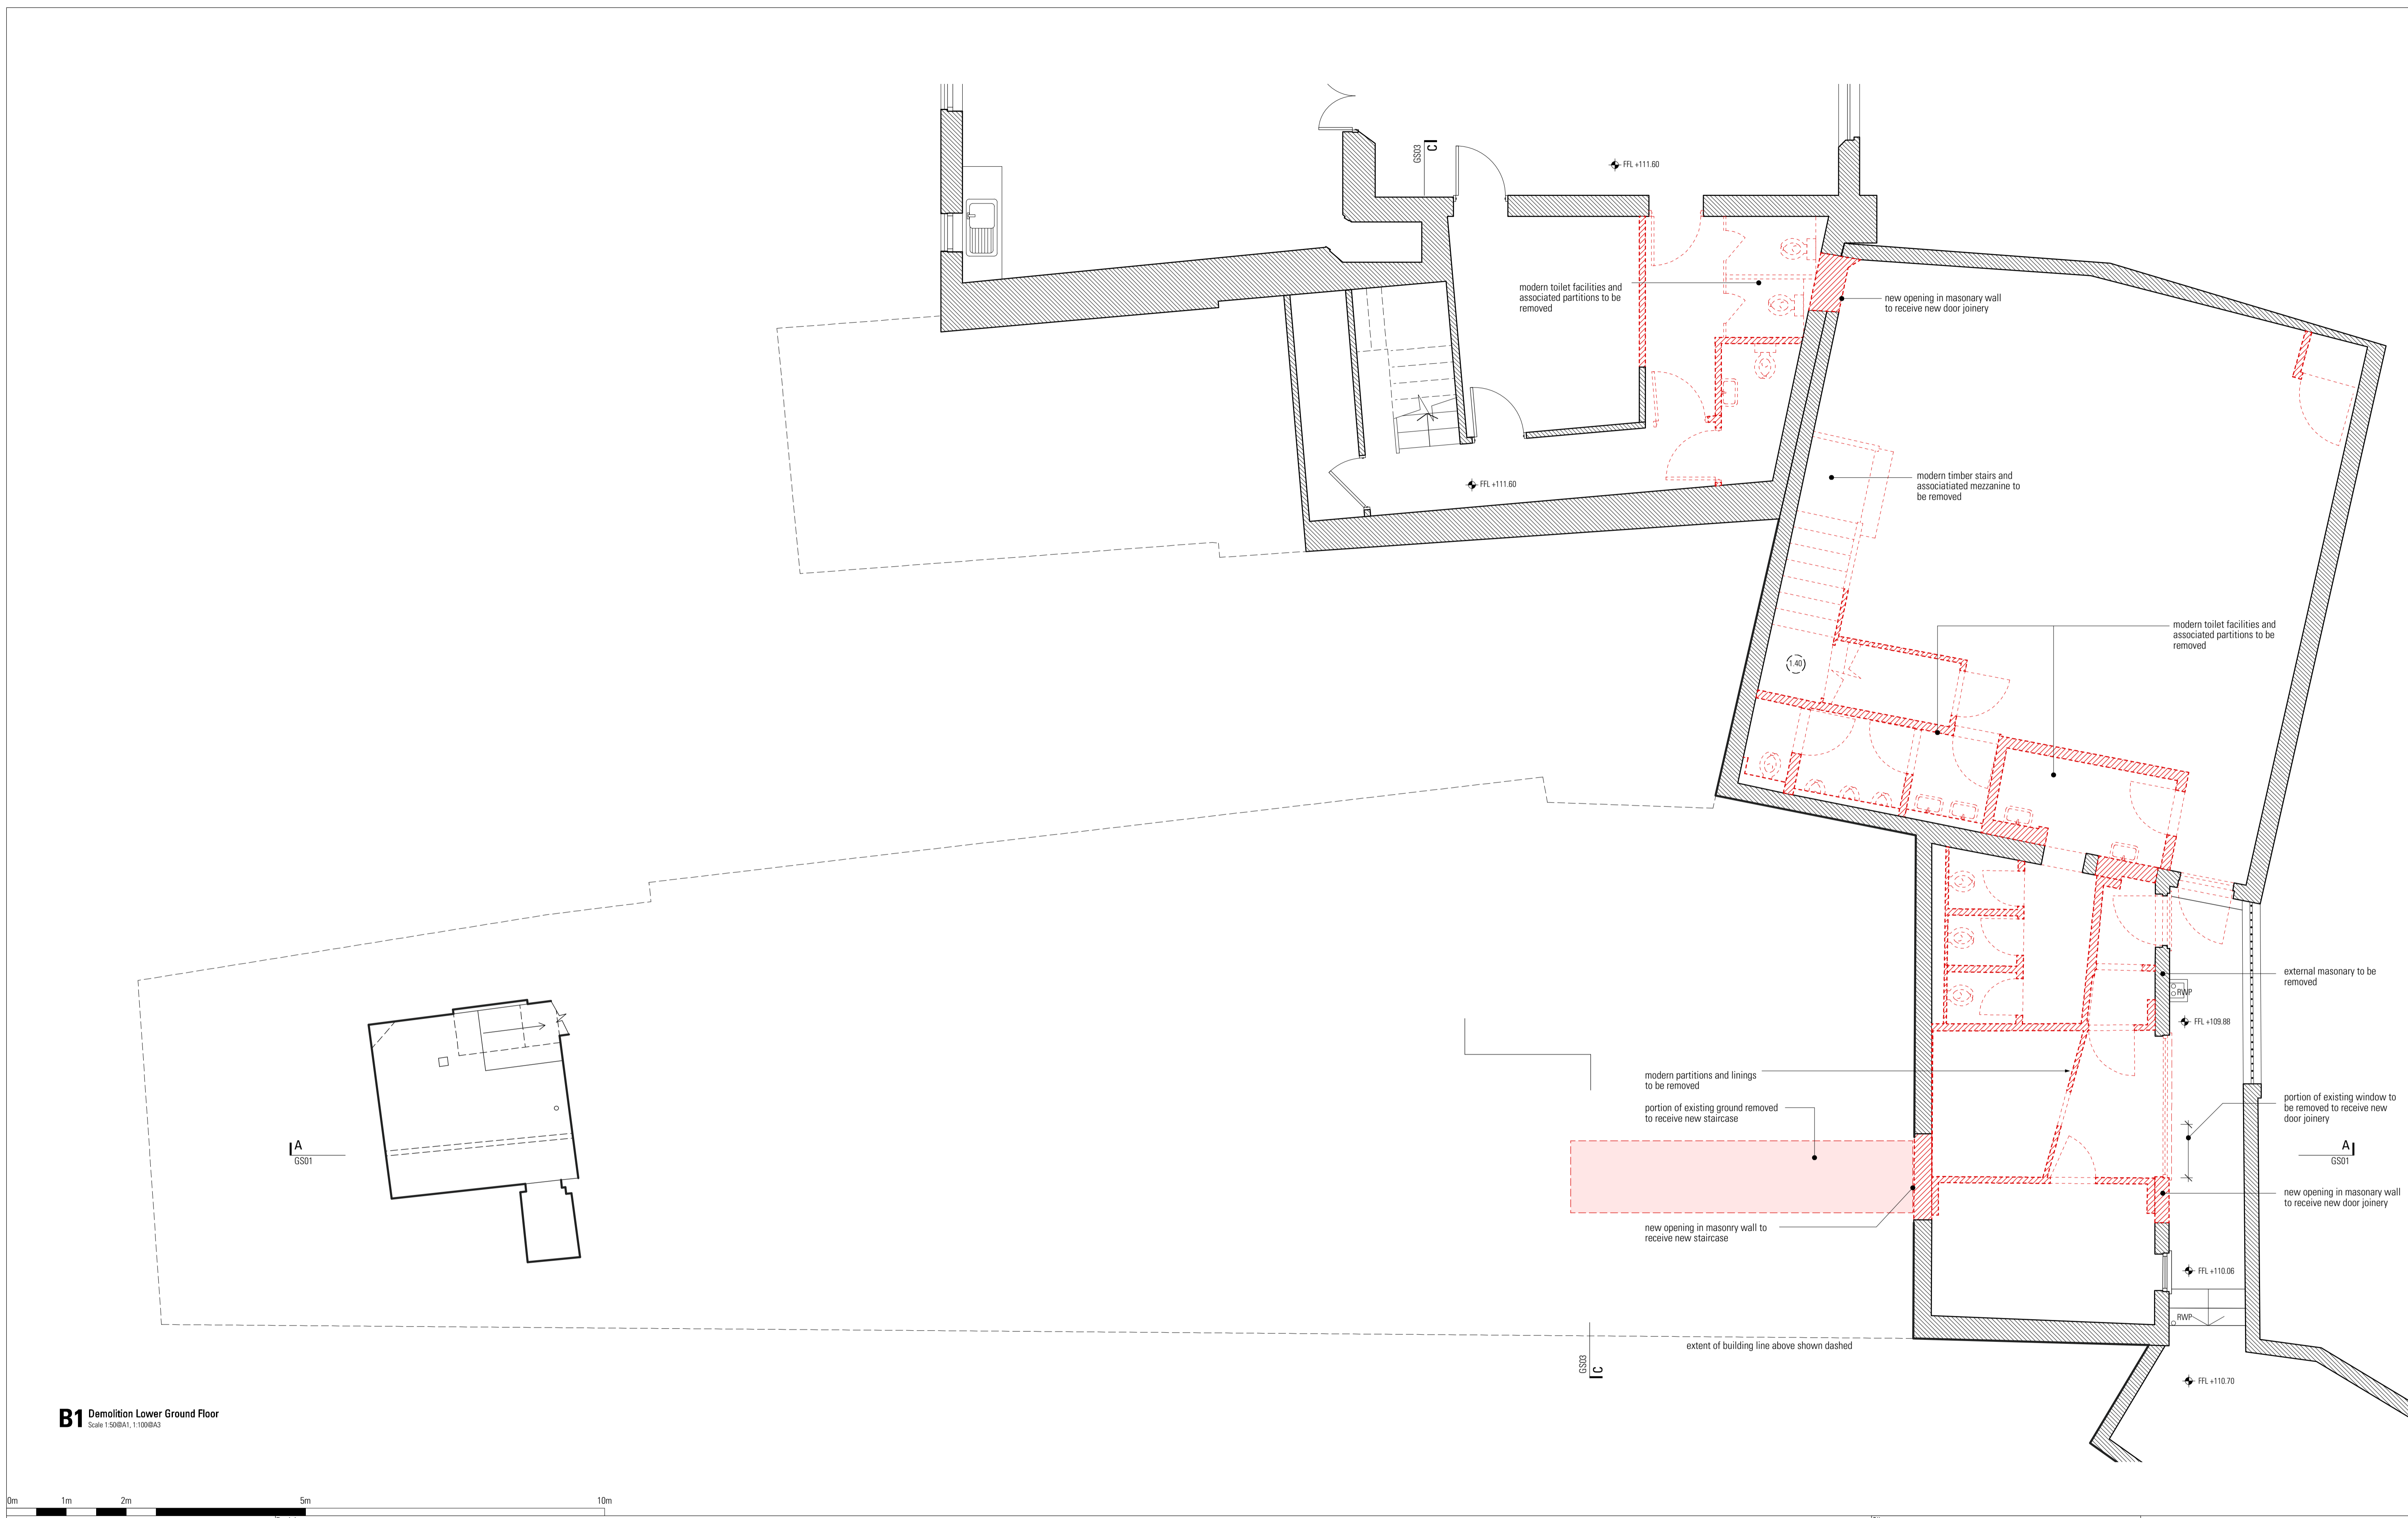 GS03
C
FFL +111.60
modern toilet facilities and
associated partitions to be
removed
new opening in masonary wall
to receive new door joinery
FFL +111.60
modern timber stairs and
associatiated mezzanine to
be removed
modern toilet facilities and
associated partitions to be
removed
1.40
external masonary to be
removed
RWP
FFL +109.88
modern partitions and linings
to be removed
portion of existing ground removed
to receive new staircase
portion of existing window to
be removed to receive new
door joinery
A
GS01
A
GS01
new opening in masonary wall
to receive new door joinery
new opening in masonry wall to
receive new staircase
FFL +110.06
RWP
extent of building line above shown dashed
GS03
C
FFL +110.70
B1 Demolition Lower Ground Floor
Scale 1:50@A1, 1:100@A3
0m 1m 2m 5m 10m